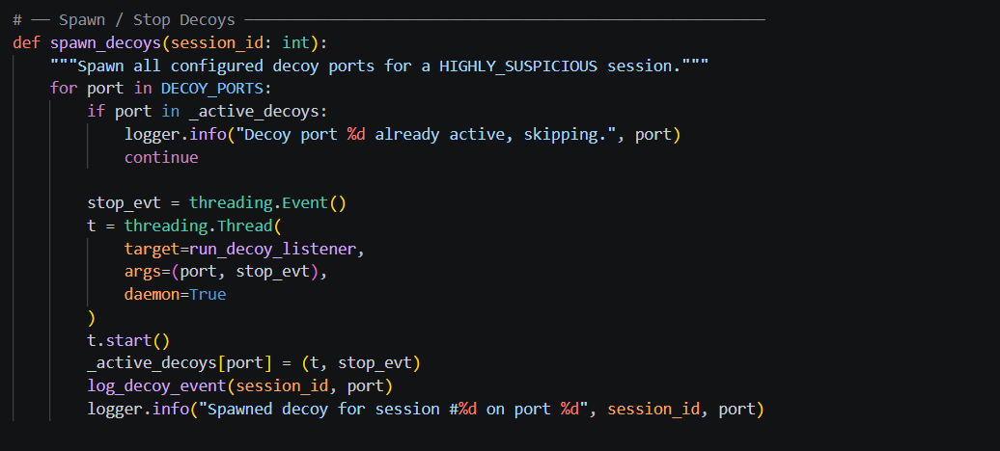 # —— Spawn / Stop Decoys ——————————————————————————————————
def spawn_decoys(session_id: int):
    """Spawn all configured decoy ports for a HIGHLY_SUSPICIOUS session."""
    for port in DECOY_PORTS:
        if port in _active_decoys:
            logger.info("Decoy port %d already active, skipping.", port)
            continue

        stop_evt = threading.Event()
        t = threading.Thread(
            target=run_decoy_listener,
            args=(port, stop_evt),
            daemon=True
        )
        t.start()
        _active_decoys[port] = (t, stop_evt)
        log_decoy_event(session_id, port)
        logger.info("Spawned decoy for session #%d on port %d", session_id, port)